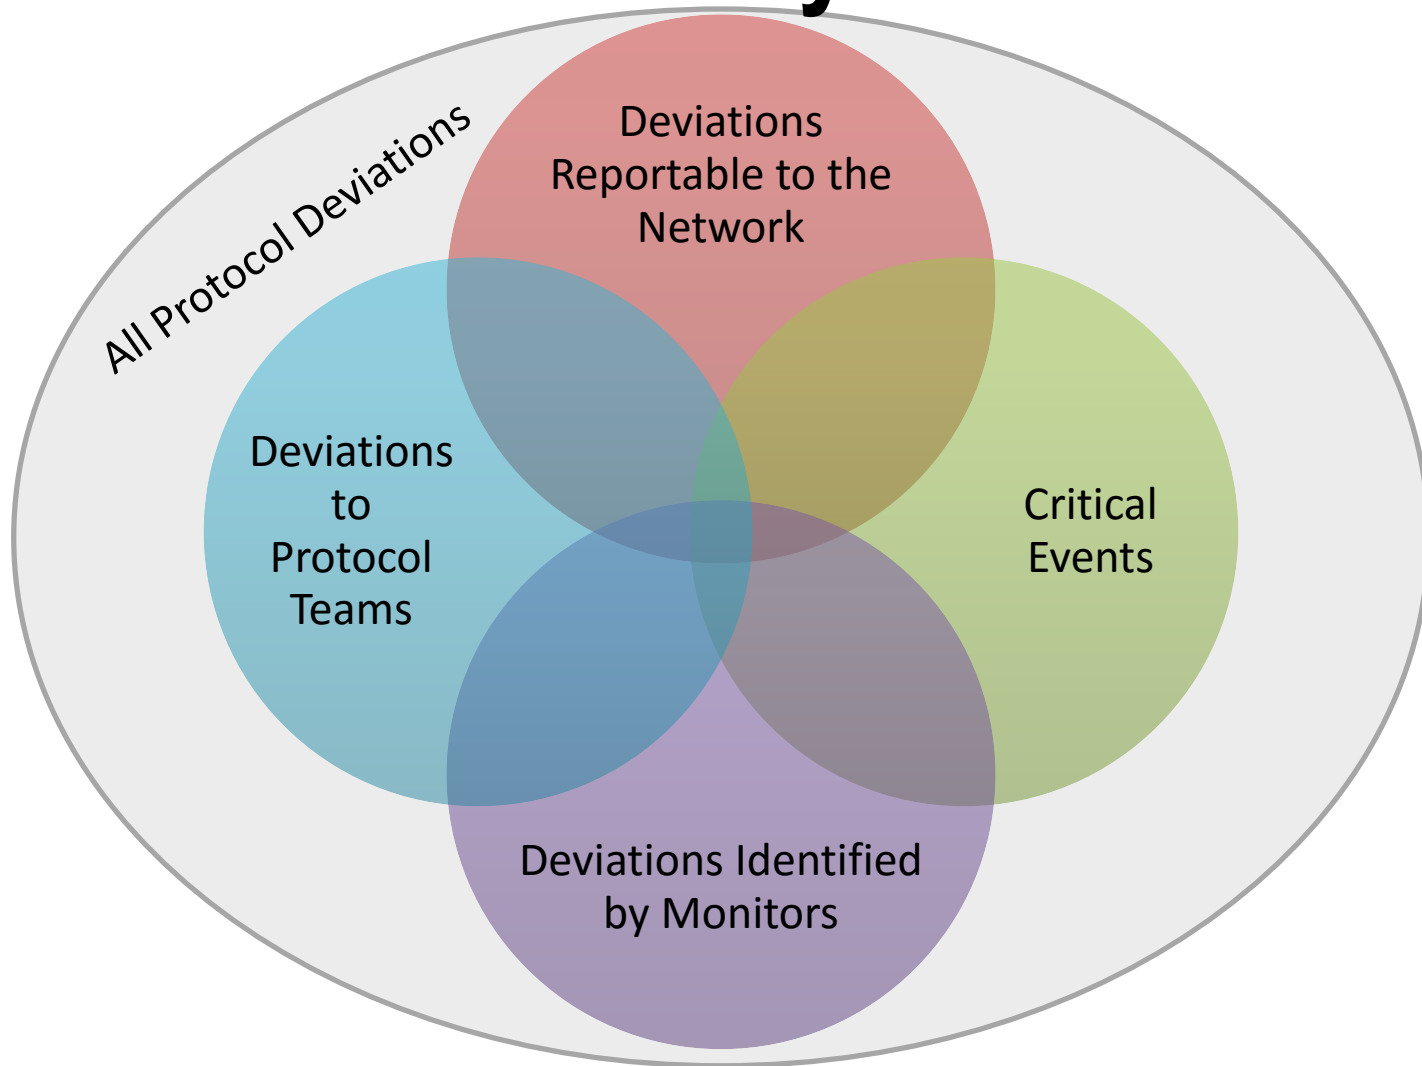 All Protocol Deviations
Deviations
Reportable to the
Network
Deviations
to
Protocol
Teams
Critical
Events
Deviations Identified
by Monitors